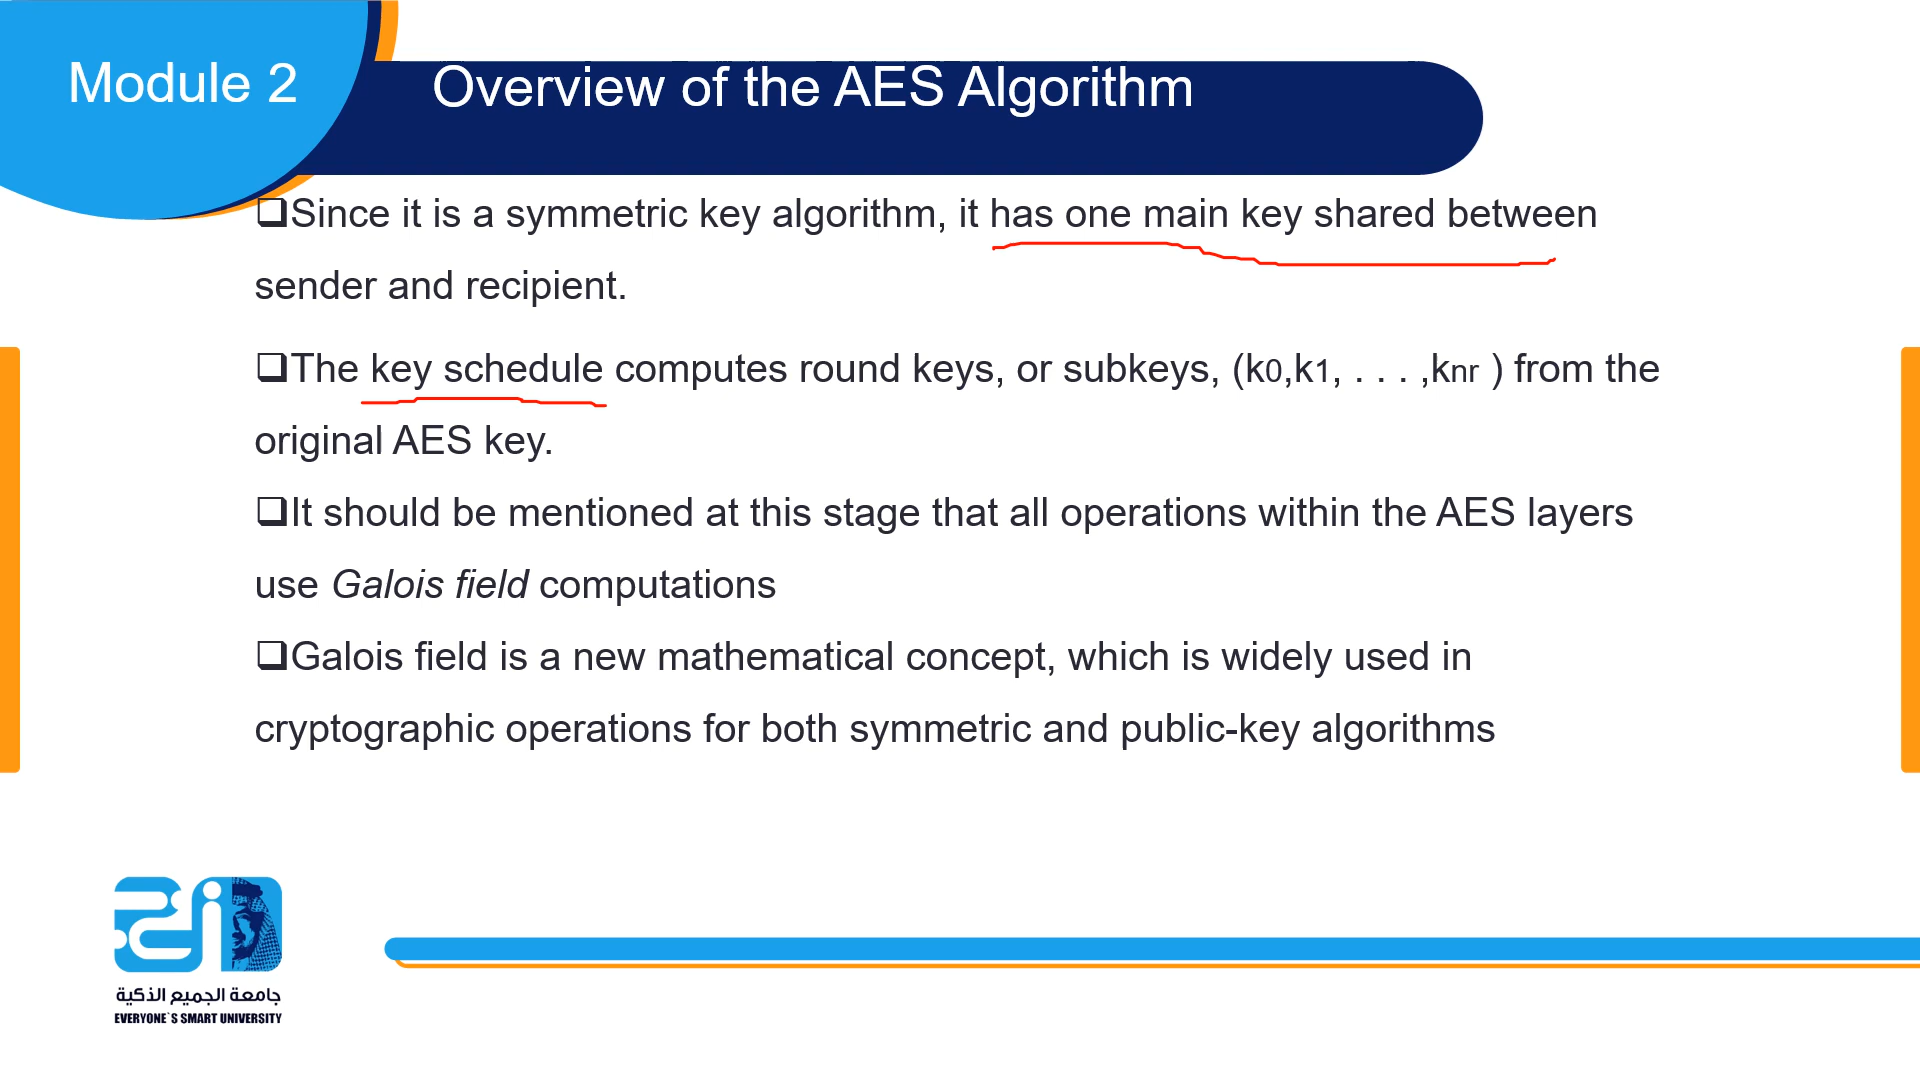 Module 2
Overview of the AES Algorithm
❑Since it is a symmetric key algorithm, it has one main key shared between
sender and recipient.
❑The key schedule computes round keys, or subkeys, (k0,k1, . . . ,knr ) from the
original AES key.
❑It should be mentioned at this stage that all operations within the AES layers
use Galois field computations
❑Galois field is a new mathematical concept, which is widely used in
cryptographic operations for both symmetric and public-key algorithms
جامعة الجميع الذكية
EVERYONE`S SMART UNIVERSITY